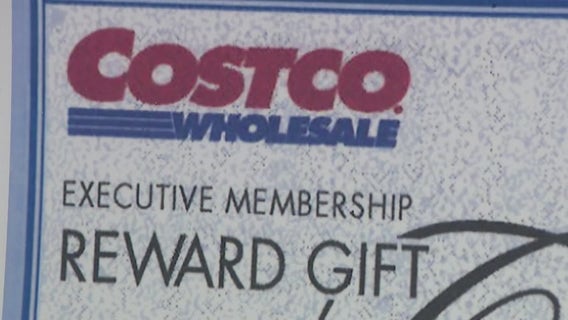 COSTCO
WHOLESALE
EXECUTIVE MEMBERSHIP
REWARD GIFT